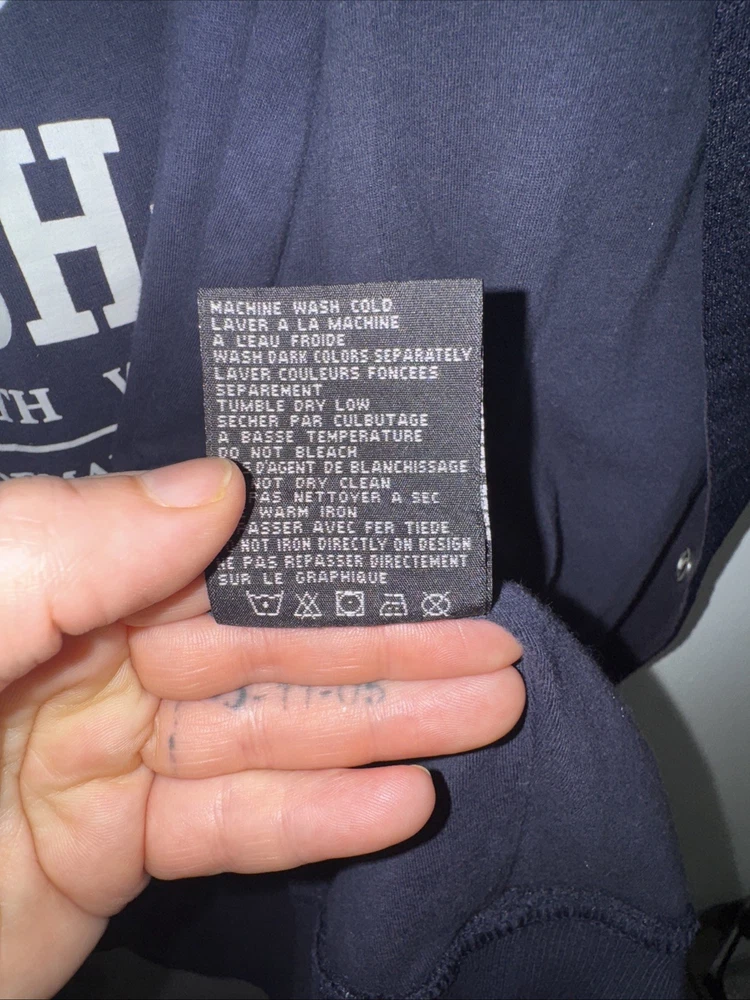 H
TH
MACHINE WASH COLD
LAVER A LA MACHINE
A L'EAU FROIDE
WASH DARK COLORS SEPARATELY
LAVER COULEURS FONCEES
SEPAREMENT
TUMBLE DRY LOW
SECHER PAR CULBUTAGE
A BASSE TEMPERATURE
DO NOT BLEACH
D'AGENT DE BLANCHISSAGE
NOT DRY CLEAN
PAS NETTOYER A SEC
WARM IRON
ASSER AVEC FER TIEDE
NOT IRON DIRECTLY ON DESIGN
NE PAS REPASSER DIRECTEMENT
SUR LE GRAPHIQUE